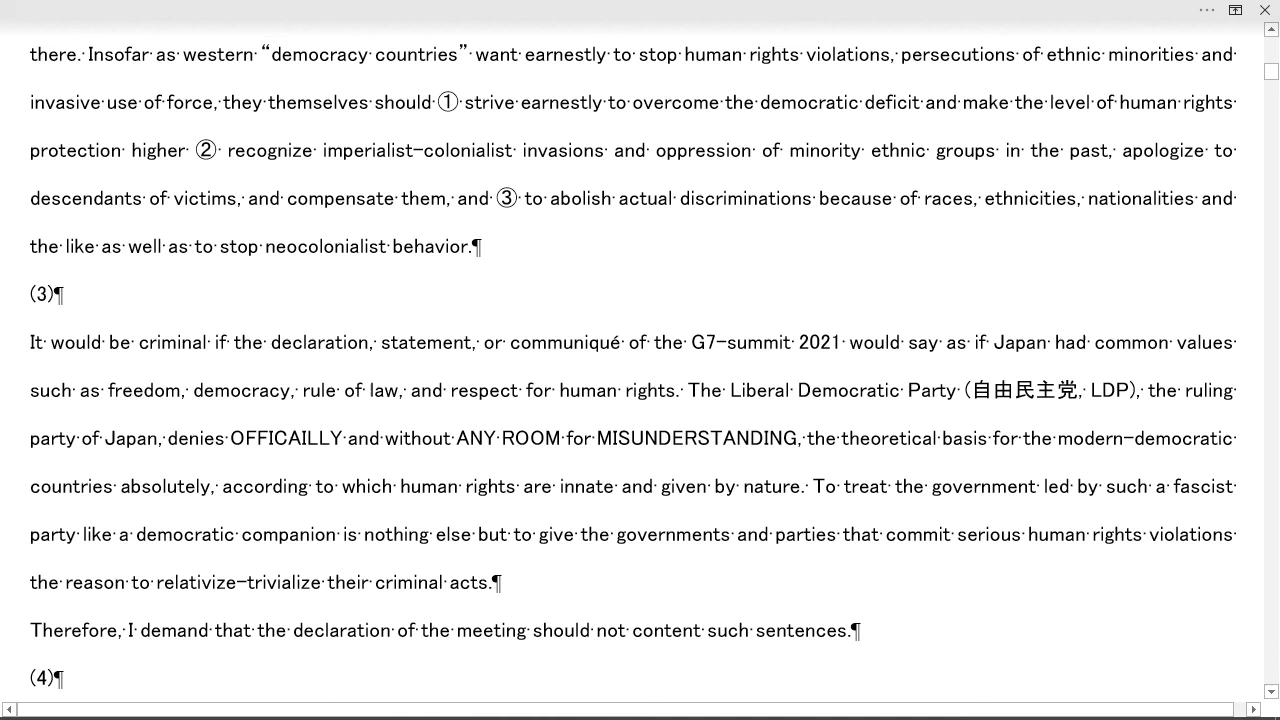 there. Insofar as western “democracy countries” want earnestly to stop human rights violations, persecutions of ethnic minorities and
invasive use of force, they themselves should ① strive earnestly to overcome the democratic deficit and make the level of human rights
protection higher ② recognize imperialist-colonialist invasions and oppression of minority ethnic groups in the past, apologize to
descendants of victims, and compensate them, and ③ to abolish actual discriminations because of races, ethnicities, nationalities and
the like as well as to stop neocolonialist behavior.¶
(3)¶
It would be criminal if the declaration, statement, or communiqué of the G7-summit 2021 would say as if Japan had common values
such as freedom, democracy, rule of law, and respect for human rights. The Liberal Democratic Party (自由民主党, LDP), the ruling
party of Japan, denies OFFICAILLY and without ANY ROOM for MISUNDERSTANDING, the theoretical basis for the modern-democratic
countries absolutely, according to which human rights are innate and given by nature. To treat the government led by such a fascist
party like a democratic companion is nothing else but to give the governments and parties that commit serious human rights violations
the reason to relativize-trivialize their criminal acts.¶
Therefore, I demand that the declaration of the meeting should not content such sentences.¶
(4)¶